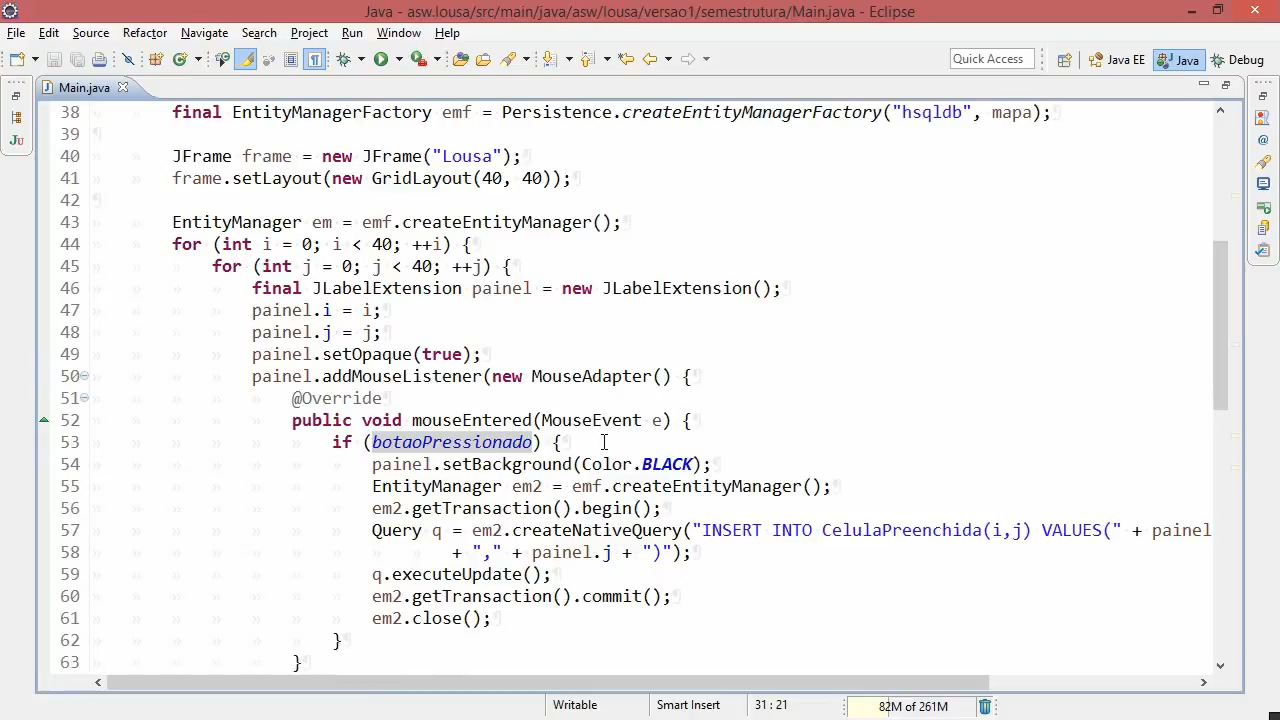 Java - asw.lousa/src/main/java/asw/lousa/versao1/semestrutura/Main.java - Eclipse
File Edit Source Refactor Navigate Search Project Run Window Help
Quick Access Java EE Java Debug
Main.java
38 final EntityManagerFactory emf = Persistence.createEntityManagerFactory("hsqldb", mapa);
39
40 JFrame frame = new JFrame("Lousa");
41 frame.setLayout(new GridLayout(40, 40));
42
43 EntityManager em = emf.createEntityManager();
44 for (int i = 0; i < 40; ++i) {
45 for (int j = 0; j < 40; ++j) {
46 final JLabelExtension painel = new JLabelExtension();
47 painel.i = i;
48 painel.j = j;
49 painel.setOpaque(true);
50 painel.addMouseListener(new MouseAdapter() {
51 @Override
52 public void mouseEntered(MouseEvent e) {
53 if (botaoPressionado) {
54 painel.setBackground(Color.BLACK);
55 EntityManager em2 = emf.createEntityManager();
56 em2.getTransaction().begin();
57 Query q = em2.createNativeQuery("INSERT INTO CelulaPreenchida(i,j) VALUES(" + painel
58 + "," + painel.j + ")");
59 q.executeUpdate();
60 em2.getTransaction().commit();
61 em2.close();
62 }
63 }
Writable Smart Insert 31 : 21 82M of 261M